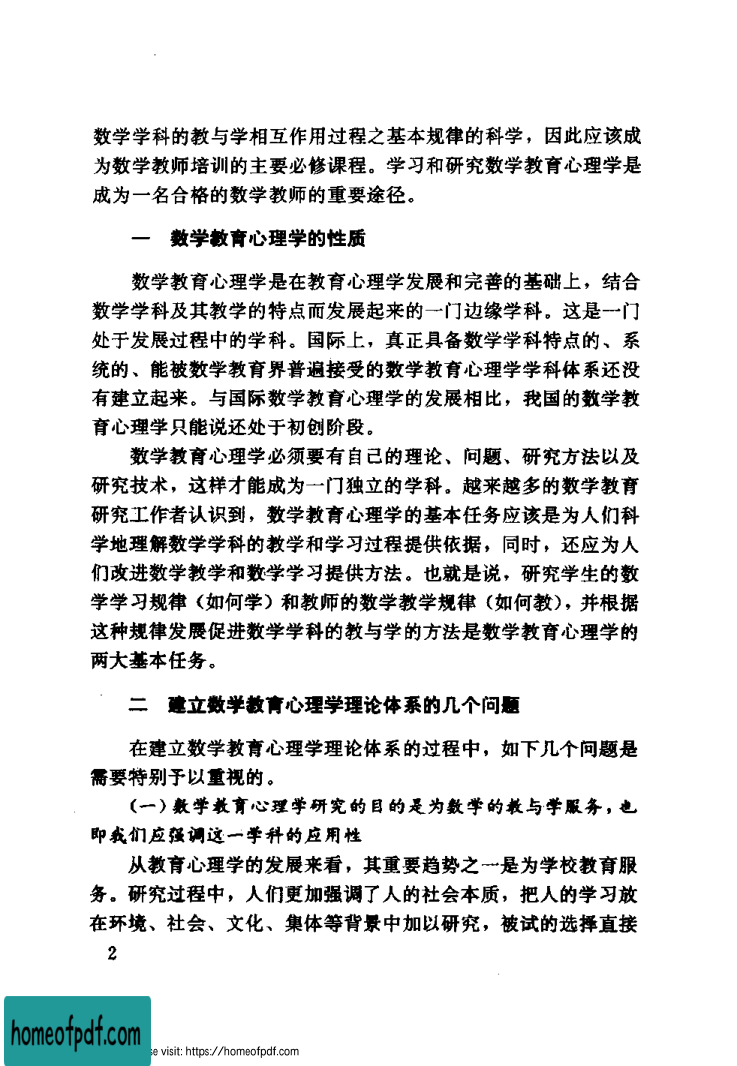 数学学科的教与学相互作用过程之基本规律的科学，因此应该成
为数学教师培训的主要必修课程。学习和研究数学教育心理学是
成为一名合格的数学教师的重要途径。
一　数学教育心理学的性质
数学教育心理学是在教育心理学发展和完善的基础上，结合
数学学科及其教学的特点而发展起来的一门边缘学科。这是一门
处于发展过程中的学科。国际上，真正具备数学学科特点的、系
统的、能被数学教育界普遍接受的数学教育心理学学科体系还没
有建立起来。与国际数学教育心理学的发展相比，我国的数学教
育心理学只能说还处于初创阶段。
数学教育心理学必须要有自己的理论、问题、研究方法以及
研究技术，这样才能成为一门独立的学科。越来越多的数学教育
研究工作者认识到，数学教育心理学的基本任务应该是为人们科
学地理解数学学科的教学和学习过程提供依据，同时，还应为人
们改进数学教学和数学学习提供方法。也就是说，研究学生的数
学学习规律（如何学）和教师的数学教学规律（如何教），并根据
这种规律发展促进数学学科的教与学的方法是数学教育心理学的
两大基本任务。
二　建立数学教育心理学理论体系的几个问题
在建立数学教育心理学理论体系的过程中，如下几个问题是
需要特别予以重视的。
（一）数学教育心理学研究的目的是为数学的教与学服务，也
即我们应强调这一学科的应用性
从教育心理学的发展来看，其重要趋势之一是为学校教育服
务。研究过程中，人们更加强调了人的社会本质，把人的学习放
在环境、社会、文化、集体等背景中加以研究，被试的选择直接
2
homeofpdf.com
se visit: https://homeofpdf.com